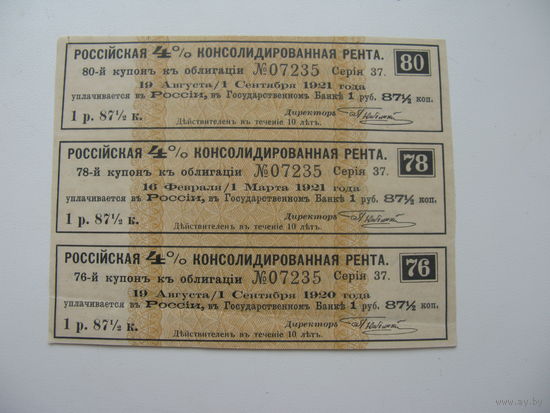 РОССІЙСКАЯ 4% КОНСОЛИДИРОВАННАЯ РЕНТА. 80
80-й купонъ къ облигаціи №07235 Серія 37.
19 Августа/1 Сентября 1921 года
уплачивается въ Россіи, въ Государственномъ Банкѣ 1 руб. 87½ коп.
1 р. 87½ к. Директоръ
Дѣйствителенъ въ теченіе 10 лѣтъ.
РОССІЙСКАЯ 4% КОНСОЛИДИРОВАННАЯ РЕНТА. 78
78-й купонъ къ облигаціи №07235 Серія 37.
16 Февраля/1 Марта 1921 года
уплачивается въ Россіи, въ Государственномъ Банкѣ 1 руб. 87½ коп.
1 р. 87½ к. Директоръ
Дѣйствителенъ въ теченіе 10 лѣтъ.
РОССІЙСКАЯ 4% КОНСОЛИДИРОВАННАЯ РЕНТА. 76
76-й купонъ къ облигаціи №07235 Серія 37.
19 Августа/1 Сентября 1920 года
уплачивается въ Россіи, въ Государственномъ Банкѣ 1 руб. 87½ коп.
1 р. 87½ к. Директоръ
Дѣйствителенъ въ теченіе 10 лѣтъ.
www.ay.by